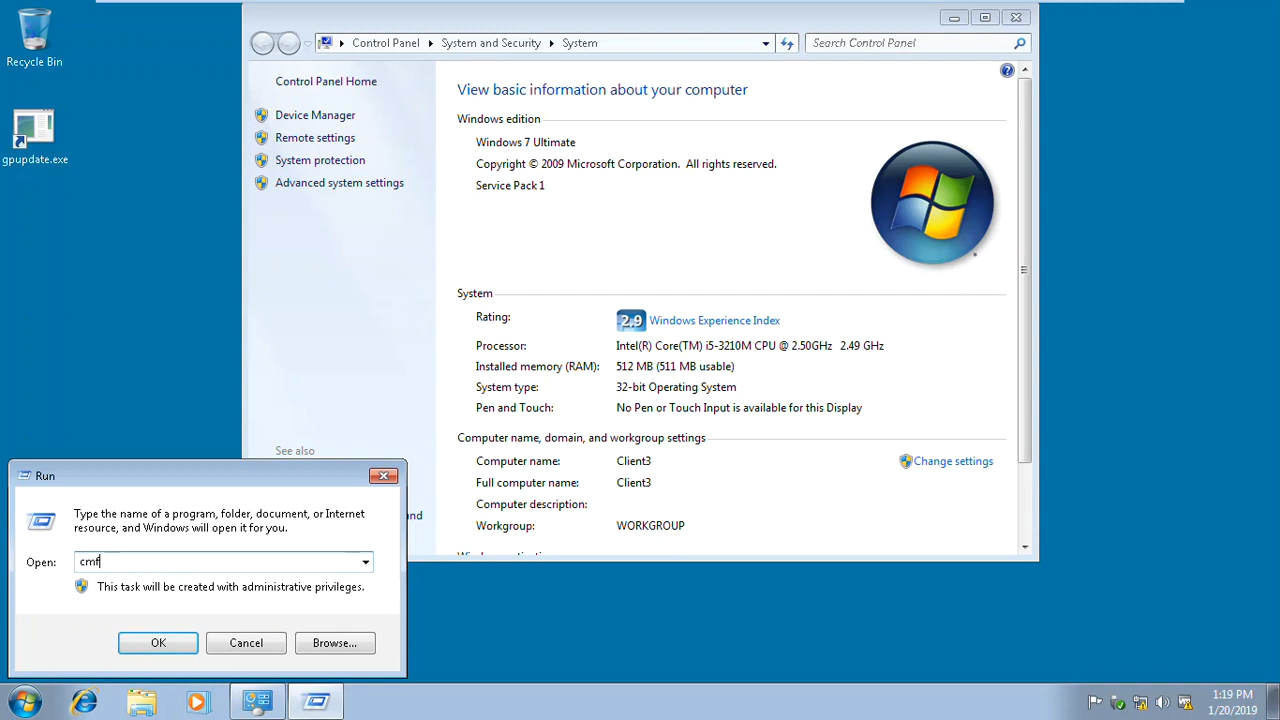 Recycle Bin
gpupdate.exe
Control Panel
System and Security
System
Search Control Panel
Control Panel Home
Device Manager
Remote settings
System protection
Advanced system settings
See also
and
View basic information about your computer
Windows edition
Windows 7 Ultimate
Copyright © 2009 Microsoft Corporation. All rights reserved.
Service Pack 1
System
Rating:
2.9 Windows Experience Index
Processor:
Intel(R) Core(TM) i5-3210M CPU @ 2.50GHz 2.49 GHz
Installed memory (RAM):
512 MB (511 MB usable)
System type:
32-bit Operating System
Pen and Touch:
No Pen or Touch Input is available for this Display
Computer name, domain, and workgroup settings
Computer name:
Client3
Change settings
Full computer name:
Client3
Computer description:
Workgroup:
WORKGROUP
Run
Type the name of a program, folder, document, or Internet
resource, and Windows will open it for you.
Open:
cmf
This task will be created with administrative privileges.
OK
Cancel
Browse...
1:19 PM
1/20/2019